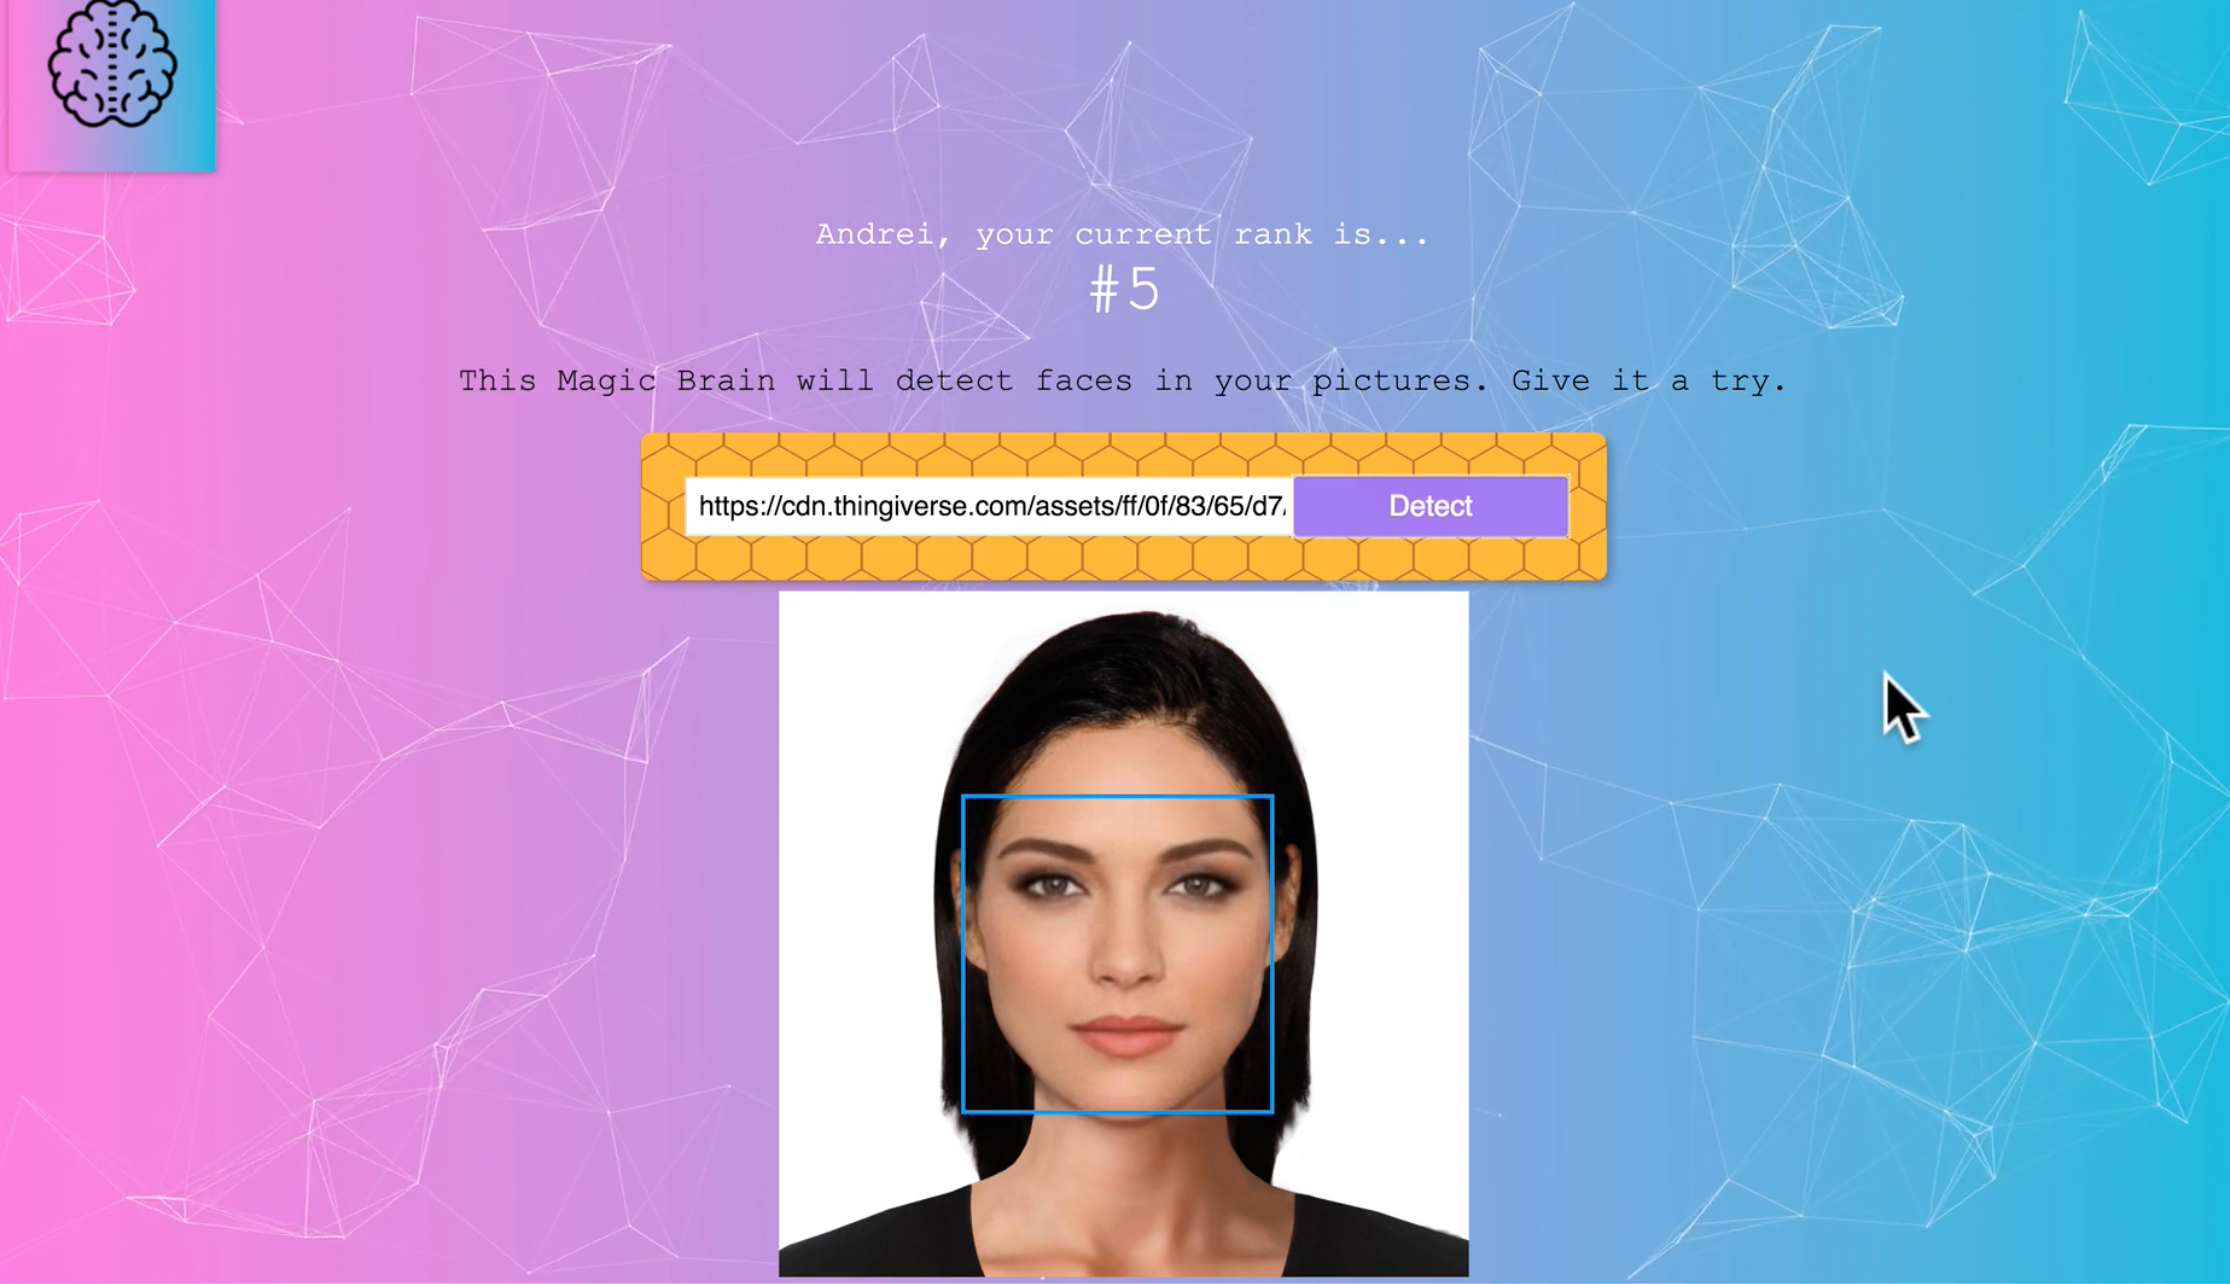 Andrei, your current rank is...
#5
This Magic Brain will detect faces in your pictures. Give it a try.
https://cdn.thingiverse.com/assets/ff/0f/83/65/d7
Detect